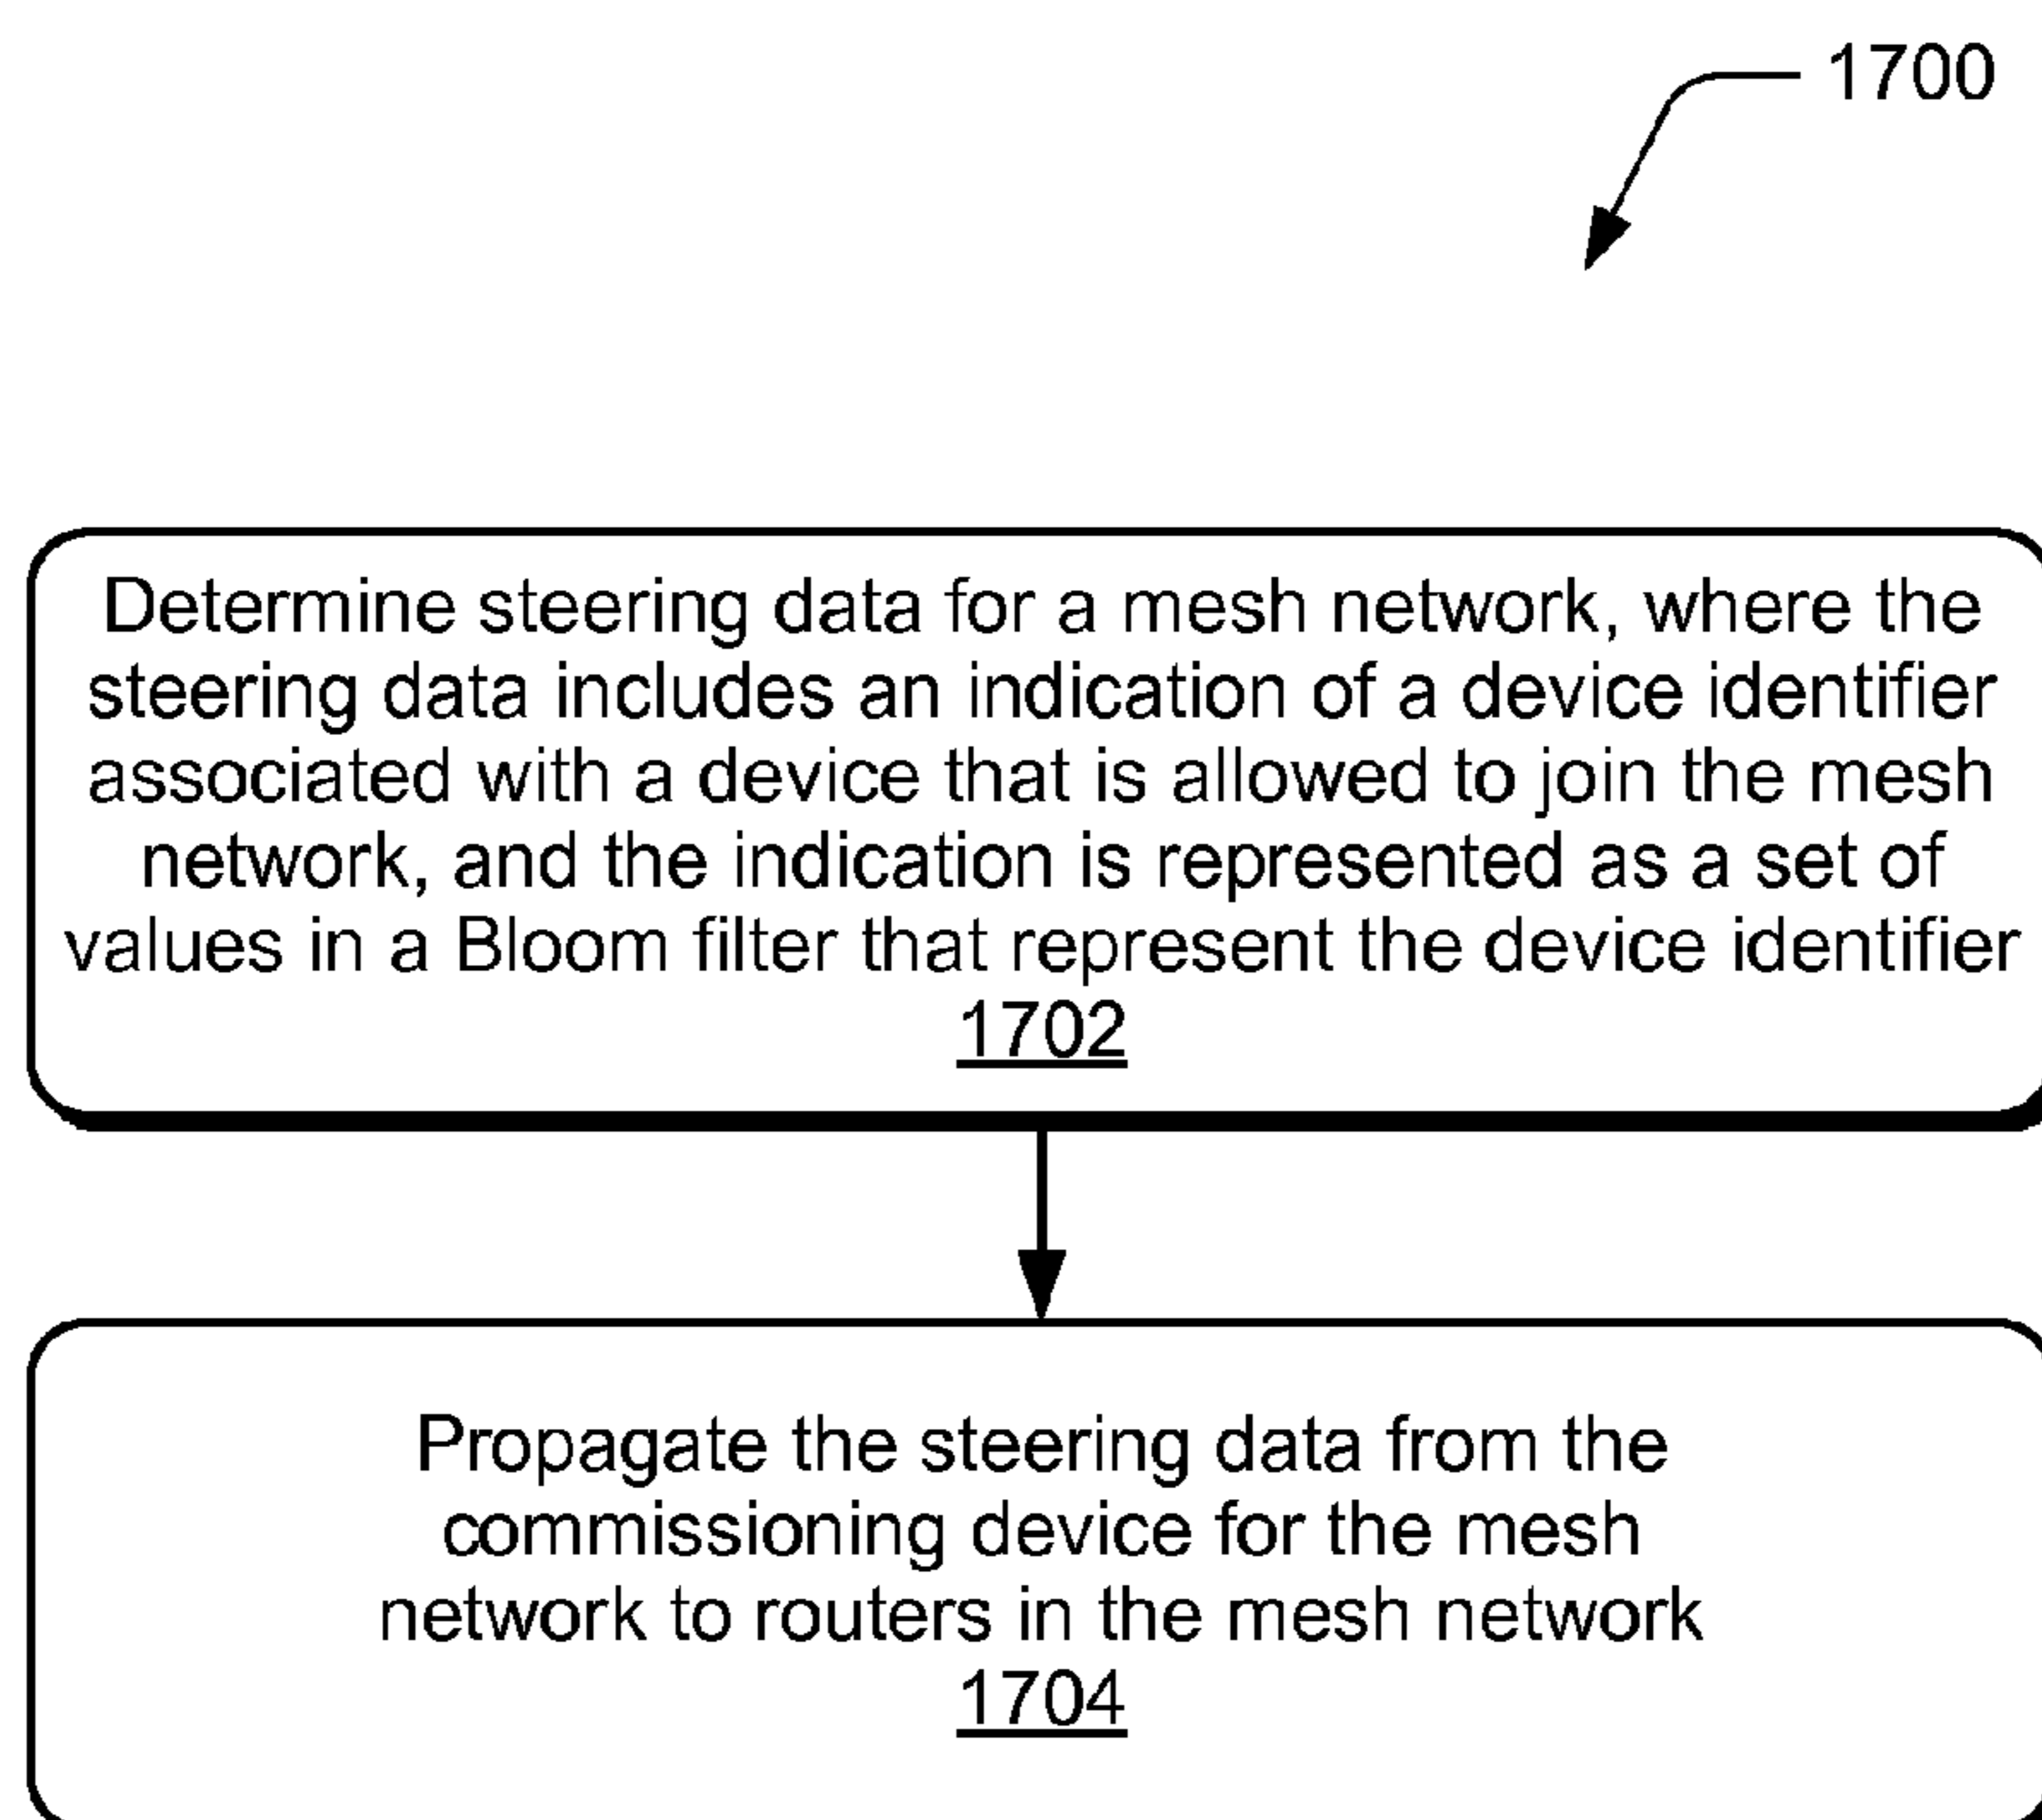 1700
Determine steering data for a mesh network, where the
steering data includes an indication of a device identifier
associated with a device that is allowed to join the mesh
network, and the indication is represented as a set of
values in a Bloom filter that represent the device identifier
1702
Propagate the steering data from the
commissioning device for the mesh
network to routers in the mesh network
1704